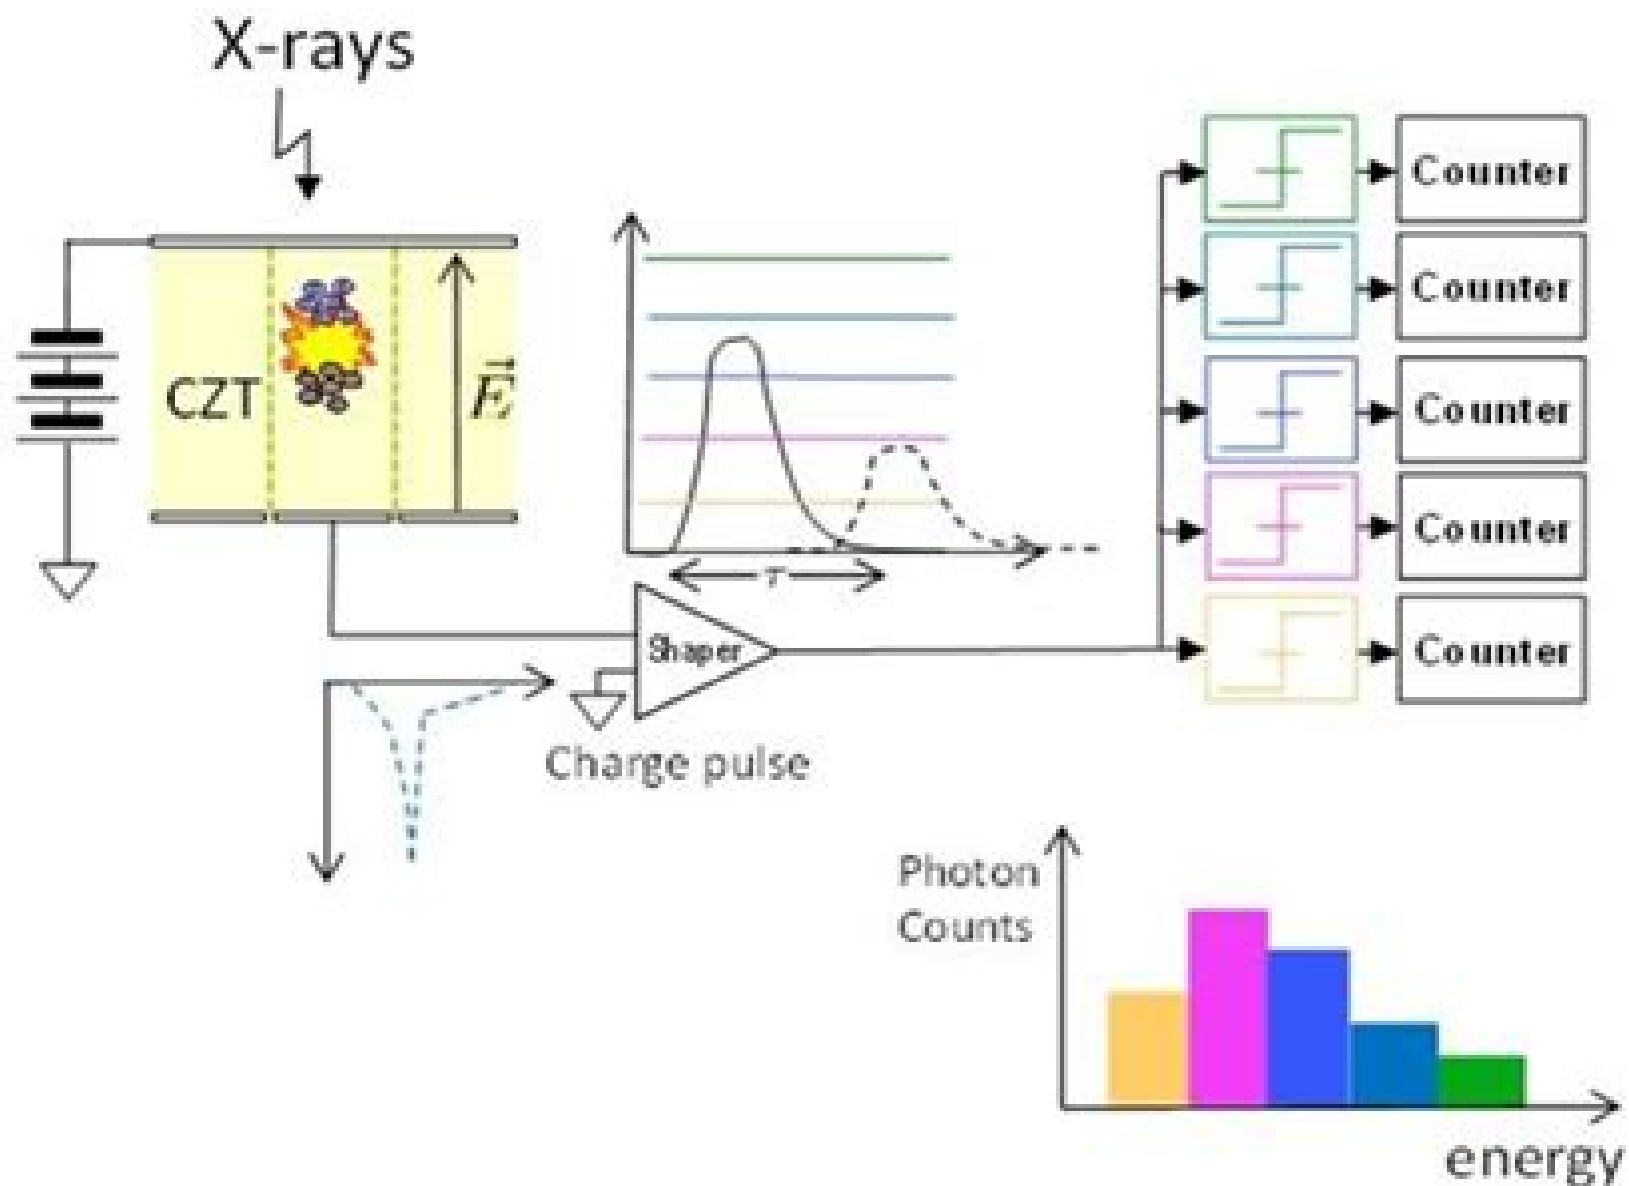 X-rays
CZT
E
τ
Shaper
Charge pulse
Counter
Counter
Counter
Counter
Counter
Photon
Counts
energy